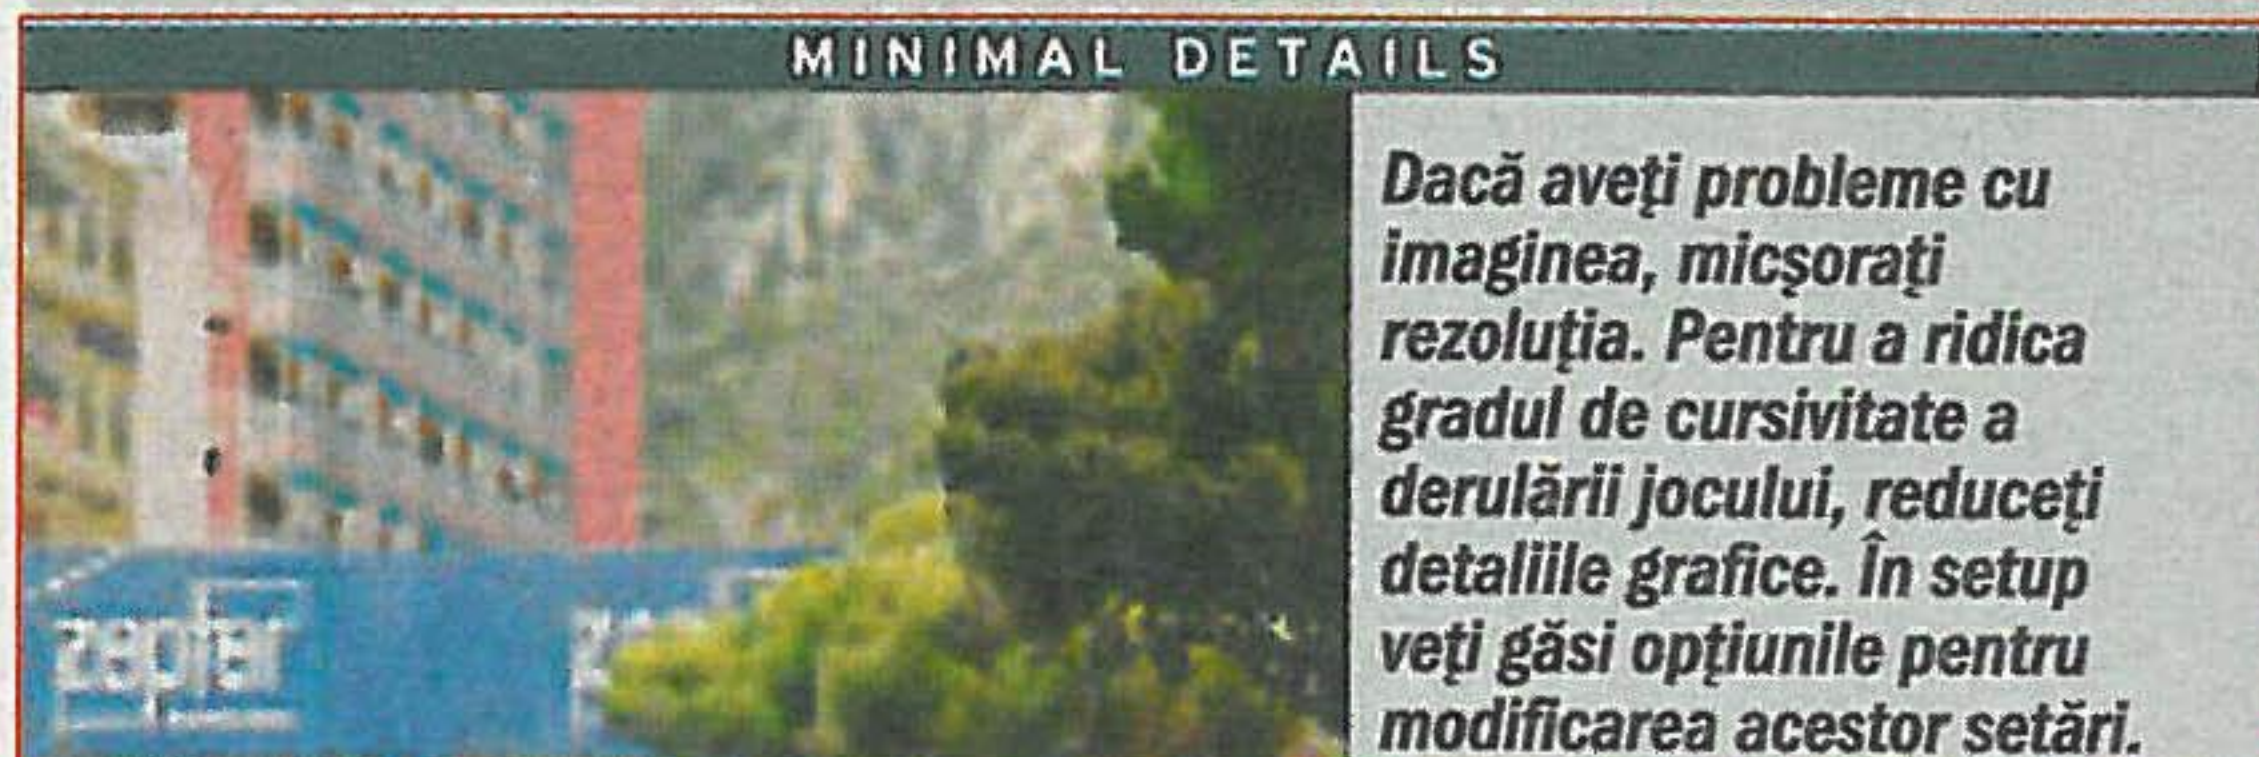 MINIMAL DETAILS
Dacă aveţi probleme cu
imaginea, micşoraţi
rezoluţia. Pentru a ridica
gradul de cursivitate a
derulării jocului, reduceţi
detaliile grafice. În setup
veţi găsi opţiunile pentru
modificarea acestor setări.
zepter